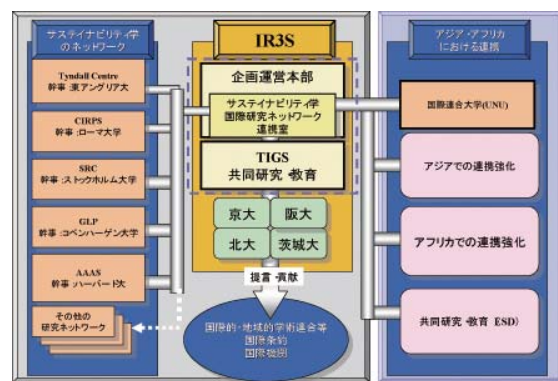 サステイナビリティ学
のネットワーク
Tyndall Centre
幹事:東アングリア大
CIRPS
幹事:ローマ大学
SRC
幹事:ストックホルム大学
GLP
幹事:コペンハーゲン大学
AAAS
幹事:ハーバード大
その他の
研究ネットワーク
IR3S
企画運営本部
サステイナビリティ学
国際研究ネットワーク
連携室
TIGS
共同研究・教育
京大
阪大
北大
茨城大
提言・貢献
国際的・地域的学術連合等
国際条約
国際機関
アジア・アフリカ
における連携
国際連合大学(UNU)
アジアでの連携強化
アフリカでの連携強化
共同研究・教育 ESD)